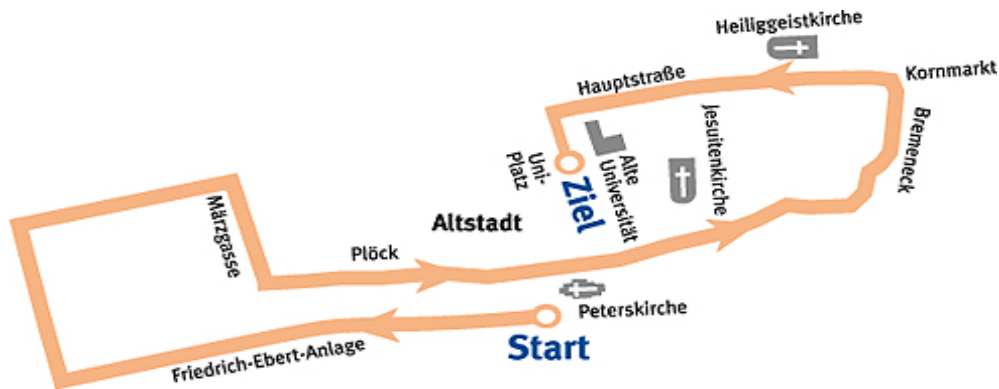 Heiliggeistkirche
Hauptstraße
Kornmarkt
Bremeneck
Jesuitenkirche
Uni-
Platz
Ziel
Alte
Universität
Märzgasse
Altstadt
Plöck
Peterskirche
Start
Friedrich-Ebert-Anlage